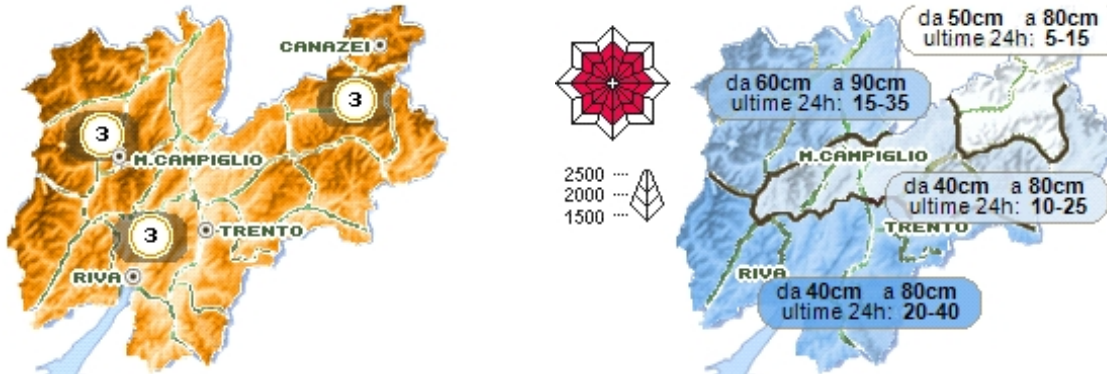 CANAZEI
3
3
M.CAMPIGLIO
3
TRENTO
RIVA
2500
2000
1500
da 50cm a 80cm
ultime 24h: 5-15
da 60cm a 90cm
ultime 24h: 15-35
M.CAMPIGLIO
da 40cm a 80cm
ultime 24h: 10-25
TRENTO
RIVA
da 40cm a 80cm
ultime 24h: 20-40